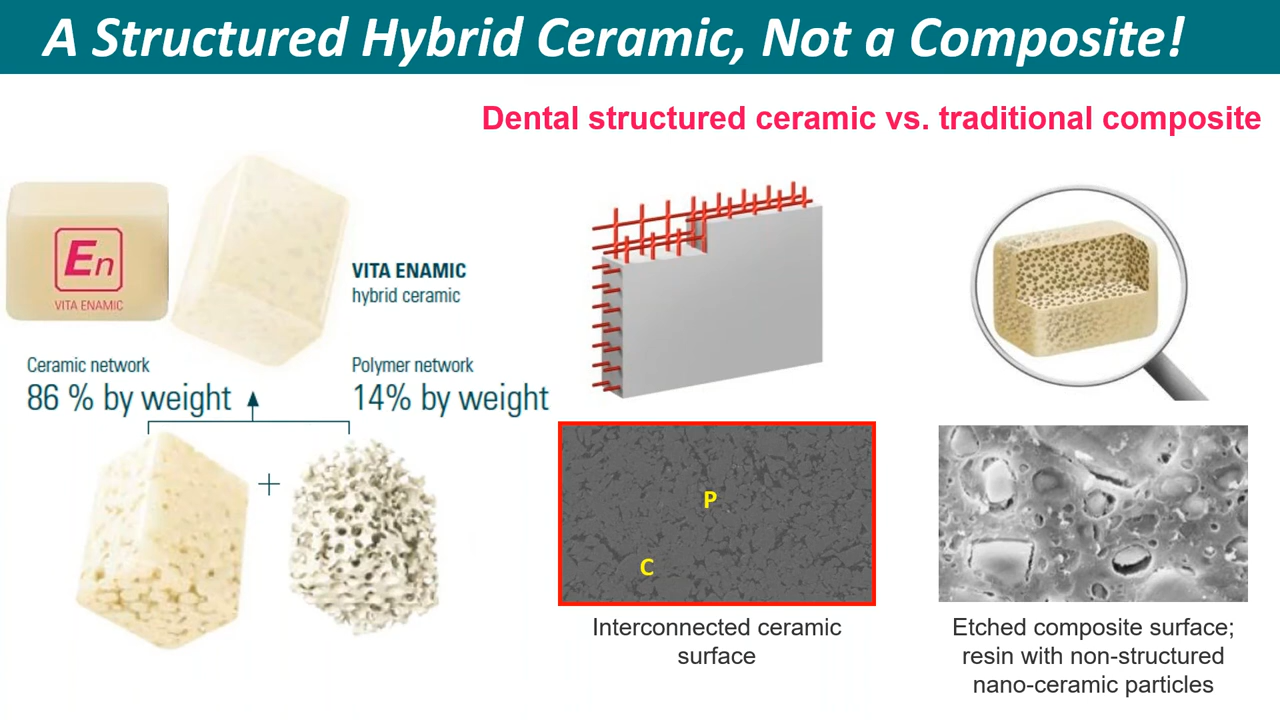 A Structured Hybrid Ceramic, Not a Composite!
Dental structured ceramic vs. traditional composite
En
VITA ENAMIC
VITA ENAMIC
hybrid ceramic
Ceramic network
86 % by weight
Polymer network
14% by weight
+
P
C
Interconnected ceramic
surface
Etched composite surface;
resin with non-structured
nano-ceramic particles